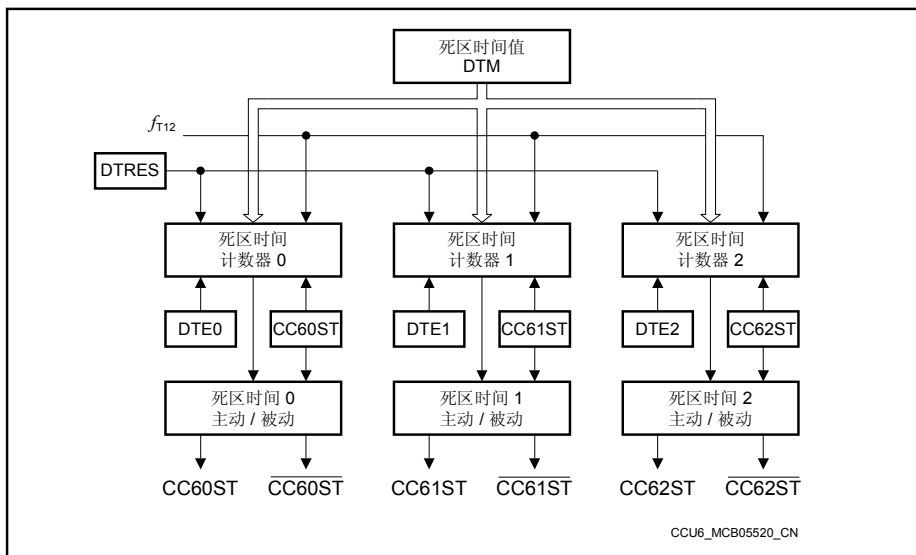 死区时间值
DTM
fT12
DTRES
死区时间
计数器 0
死区时间
计数器 1
死区时间
计数器 2
DTE0
CC60ST
DTE1
CC61ST
DTE2
CC62ST
死区时间 0
主动 / 被动
死区时间 1
主动 / 被动
死区时间 2
主动 / 被动
CC60ST
CC60ST
CC61ST
CC61ST
CC62ST
CC62ST
CCU6_MCB05520_CN